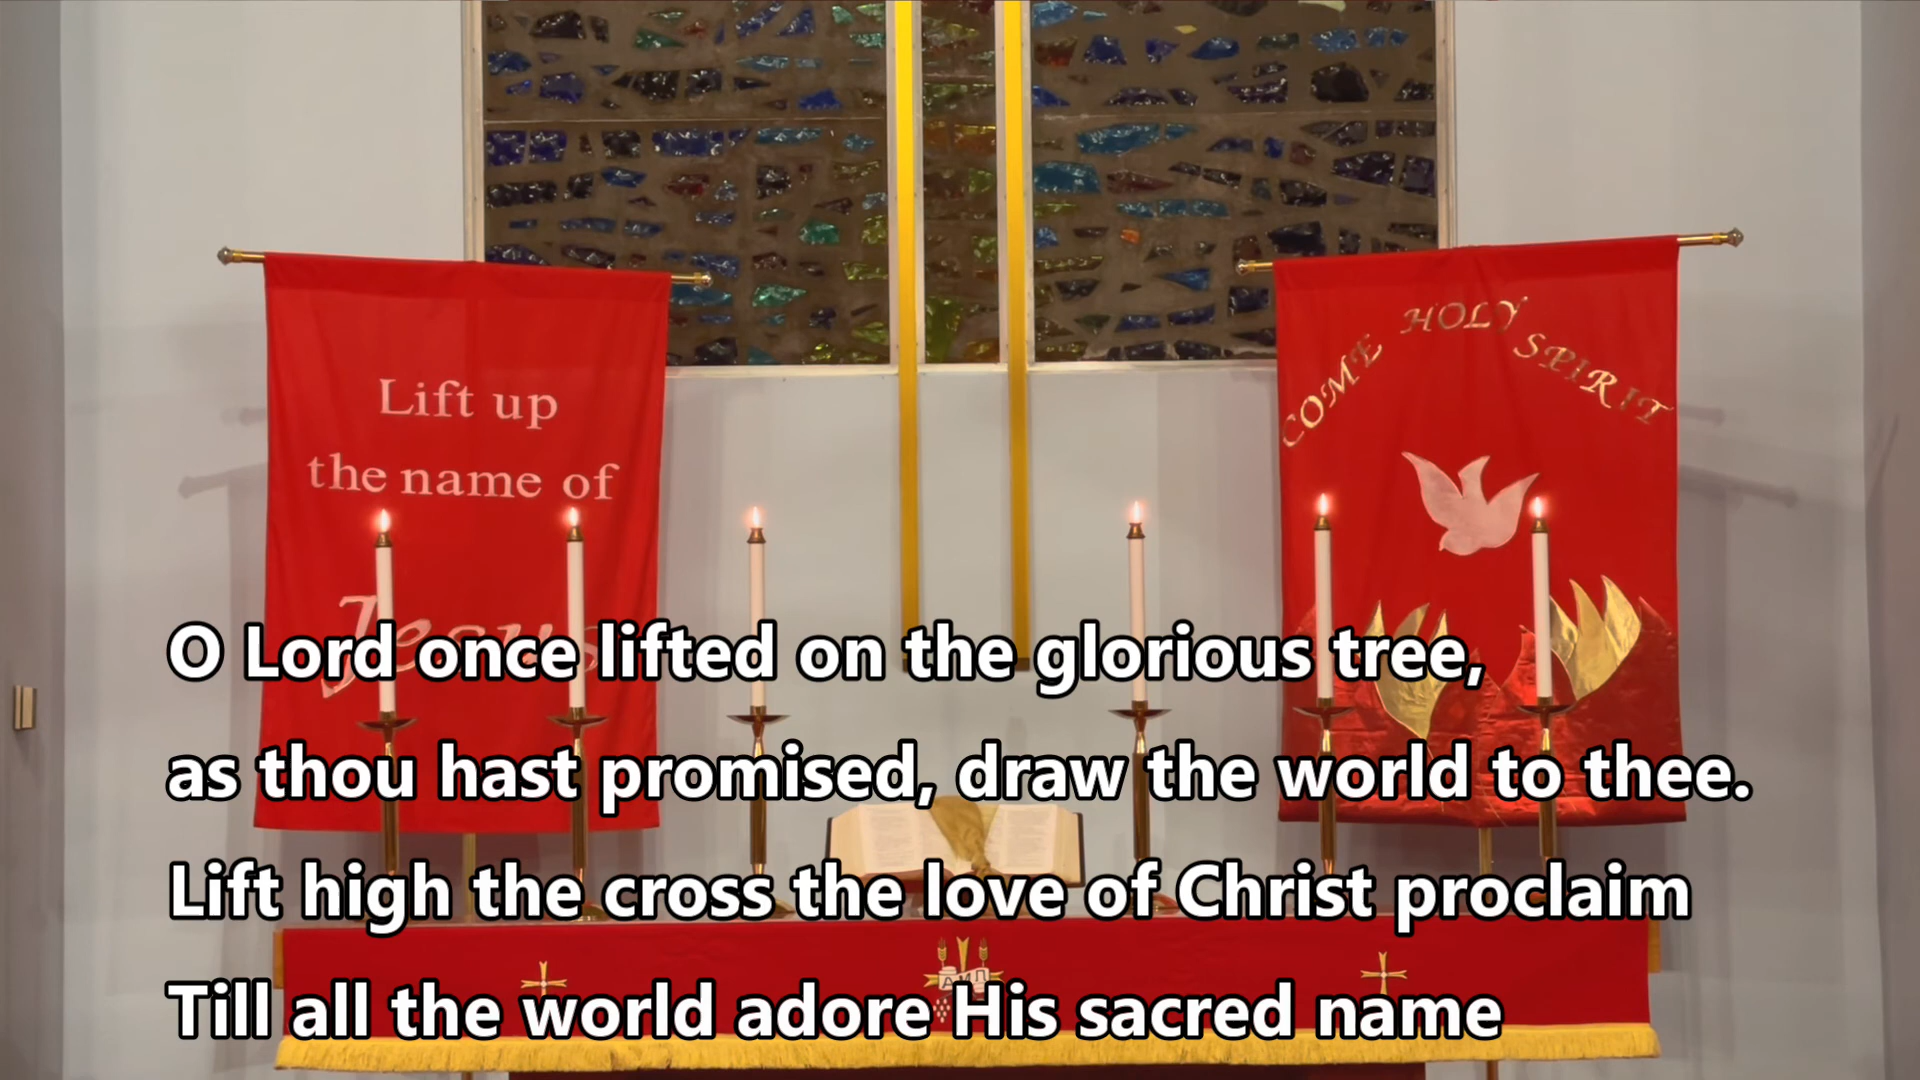 Lift up
the name of
Jesus
COME HOLY SPIRIT
O Lord once lifted on the glorious tree,
as thou hast promised, draw the world to thee.
Lift high the cross the love of Christ proclaim
Till all the world adore His sacred name